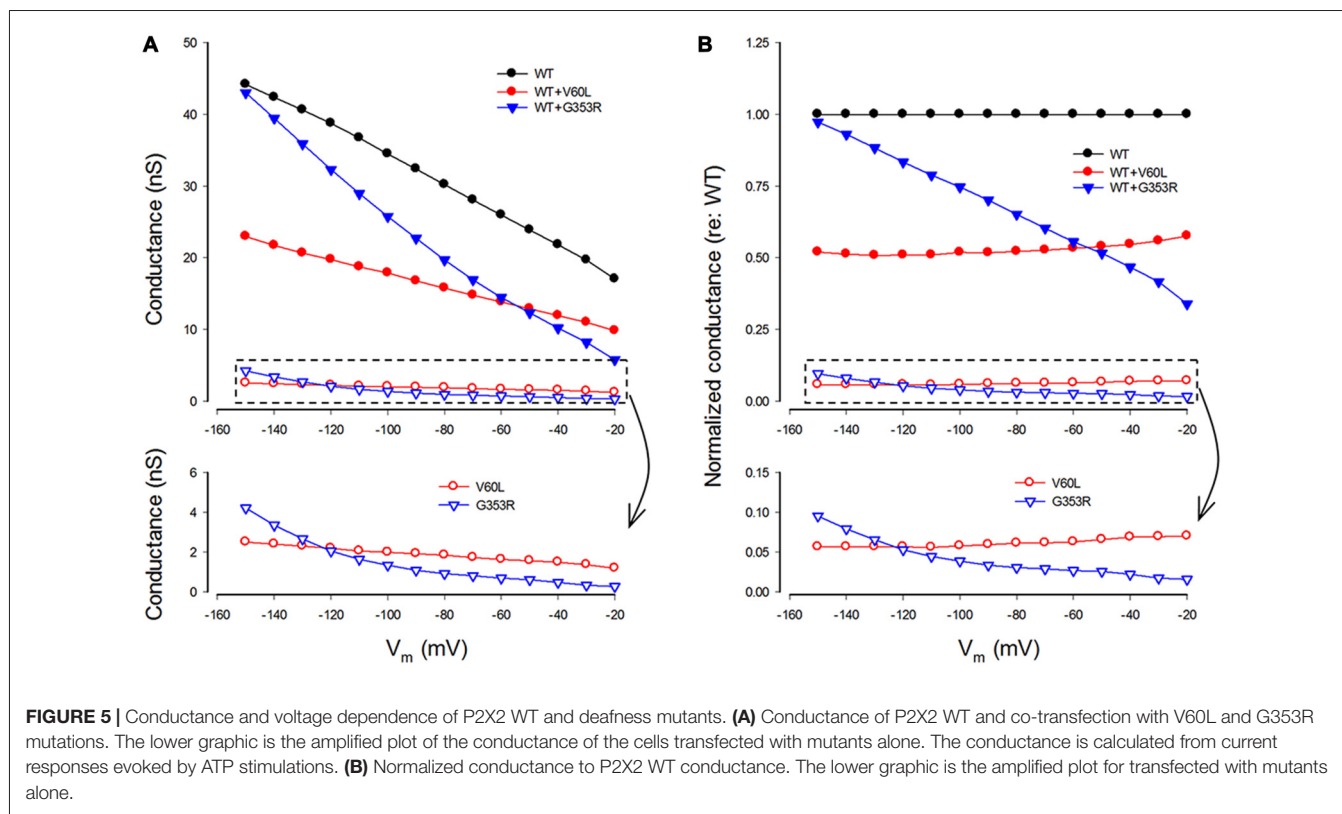 A
50
40
30
20
10
0
Conductance (nS)
WT
WT+V60L
WT+G353R
-160 -140 -120 -100 -80 -60 -40 -20
6
4
2
0
Conductance (nS)
V60L
G353R
-160 -140 -120 -100 -80 -60 -40 -20
Vm (mV)
B
1.25
1.00
0.75
0.50
0.25
0.00
Normalized conductance (re: WT)
WT
WT+V60L
WT+G353R
-160 -140 -120 -100 -80 -60 -40 -20
0.15
0.10
0.05
0.00
V60L
G353R
-160 -140 -120 -100 -80 -60 -40 -20
Vm (mV)
FIGURE 5 | Conductance and voltage dependence of P2X2 WT and deafness mutants. (A) Conductance of P2X2 WT and co-transfection with V60L and G353R
mutations. The lower graphic is the amplified plot of the conductance of the cells transfected with mutants alone. The conductance is calculated from current
responses evoked by ATP stimulations. (B) Normalized conductance to P2X2 WT conductance. The lower graphic is the amplified plot for transfected with mutants
alone.